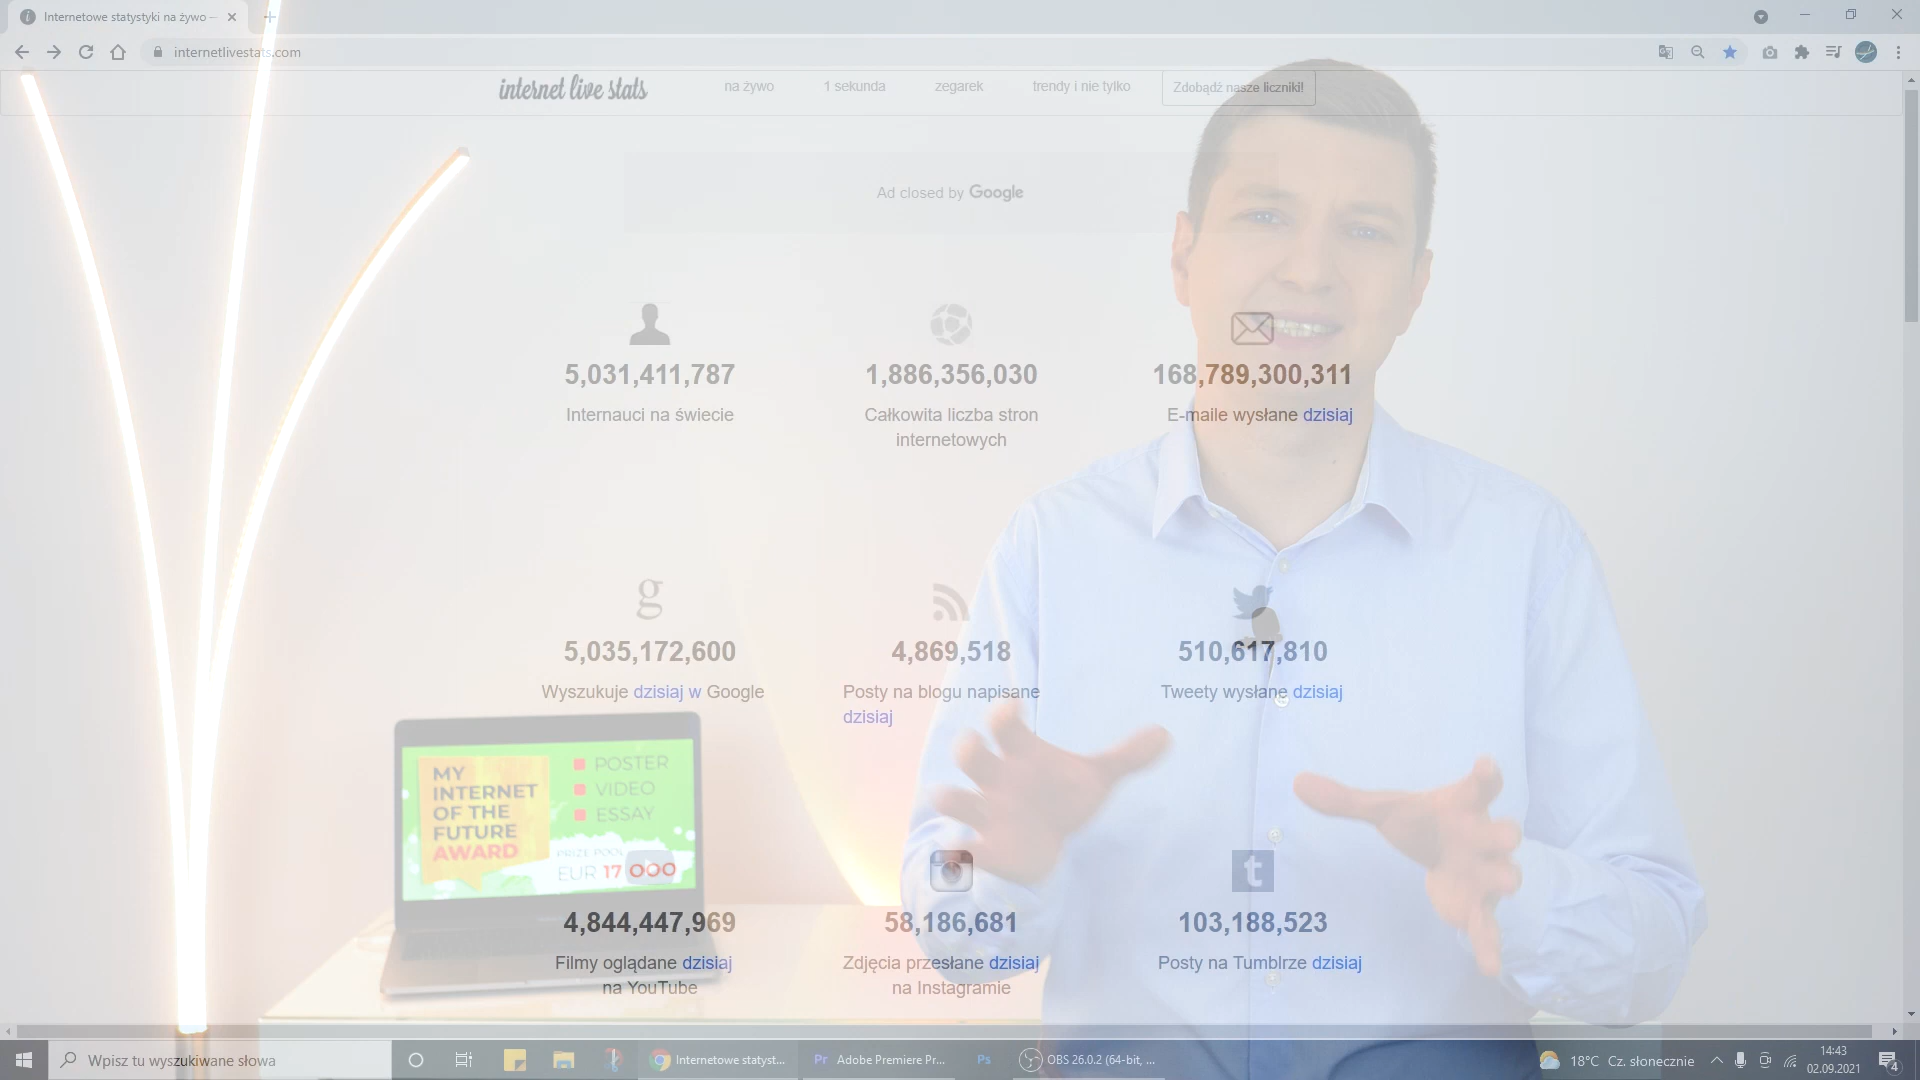 Internetowe statystyki na żywo –
internetlivestats.com
internet live stats
na żywo
1 sekunda
zegarek
trendy i nie tylko
Zdobądź nasze liczniki!
Ad closed by Google
5,031,411,787
Internauci na świecie
1,886,356,030
Całkowita liczba stron
internetowych
168,789,300,311
E-maile wysłane dzisiaj
g
5,035,172,600
Wyszukuje dzisiaj w Google
4,869,518
Posty na blogu napisane
dzisiaj
510,617,810
Tweety wysłane dzisiaj
MY
INTERNET
OF THE
FUTURE
AWARD
POSTER
VIDEO
ESSAY
PRIZE POOL
EUR 17 000
4,844,447,969
Filmy oglądane dzisiaj
na YouTube
58,186,681
Zdjęcia przesłane dzisiaj
na Instagramie
t
103,188,523
Posty na Tumblrze dzisiaj
Wpisz tu wyszukiwane słowa
Internetowe statyst...
Pr
Adobe Premiere Pr...
Ps
OBS 26.0.2 (64-bit, ...
18°C Cz. słonecznie
14:43
02.09.2021
4